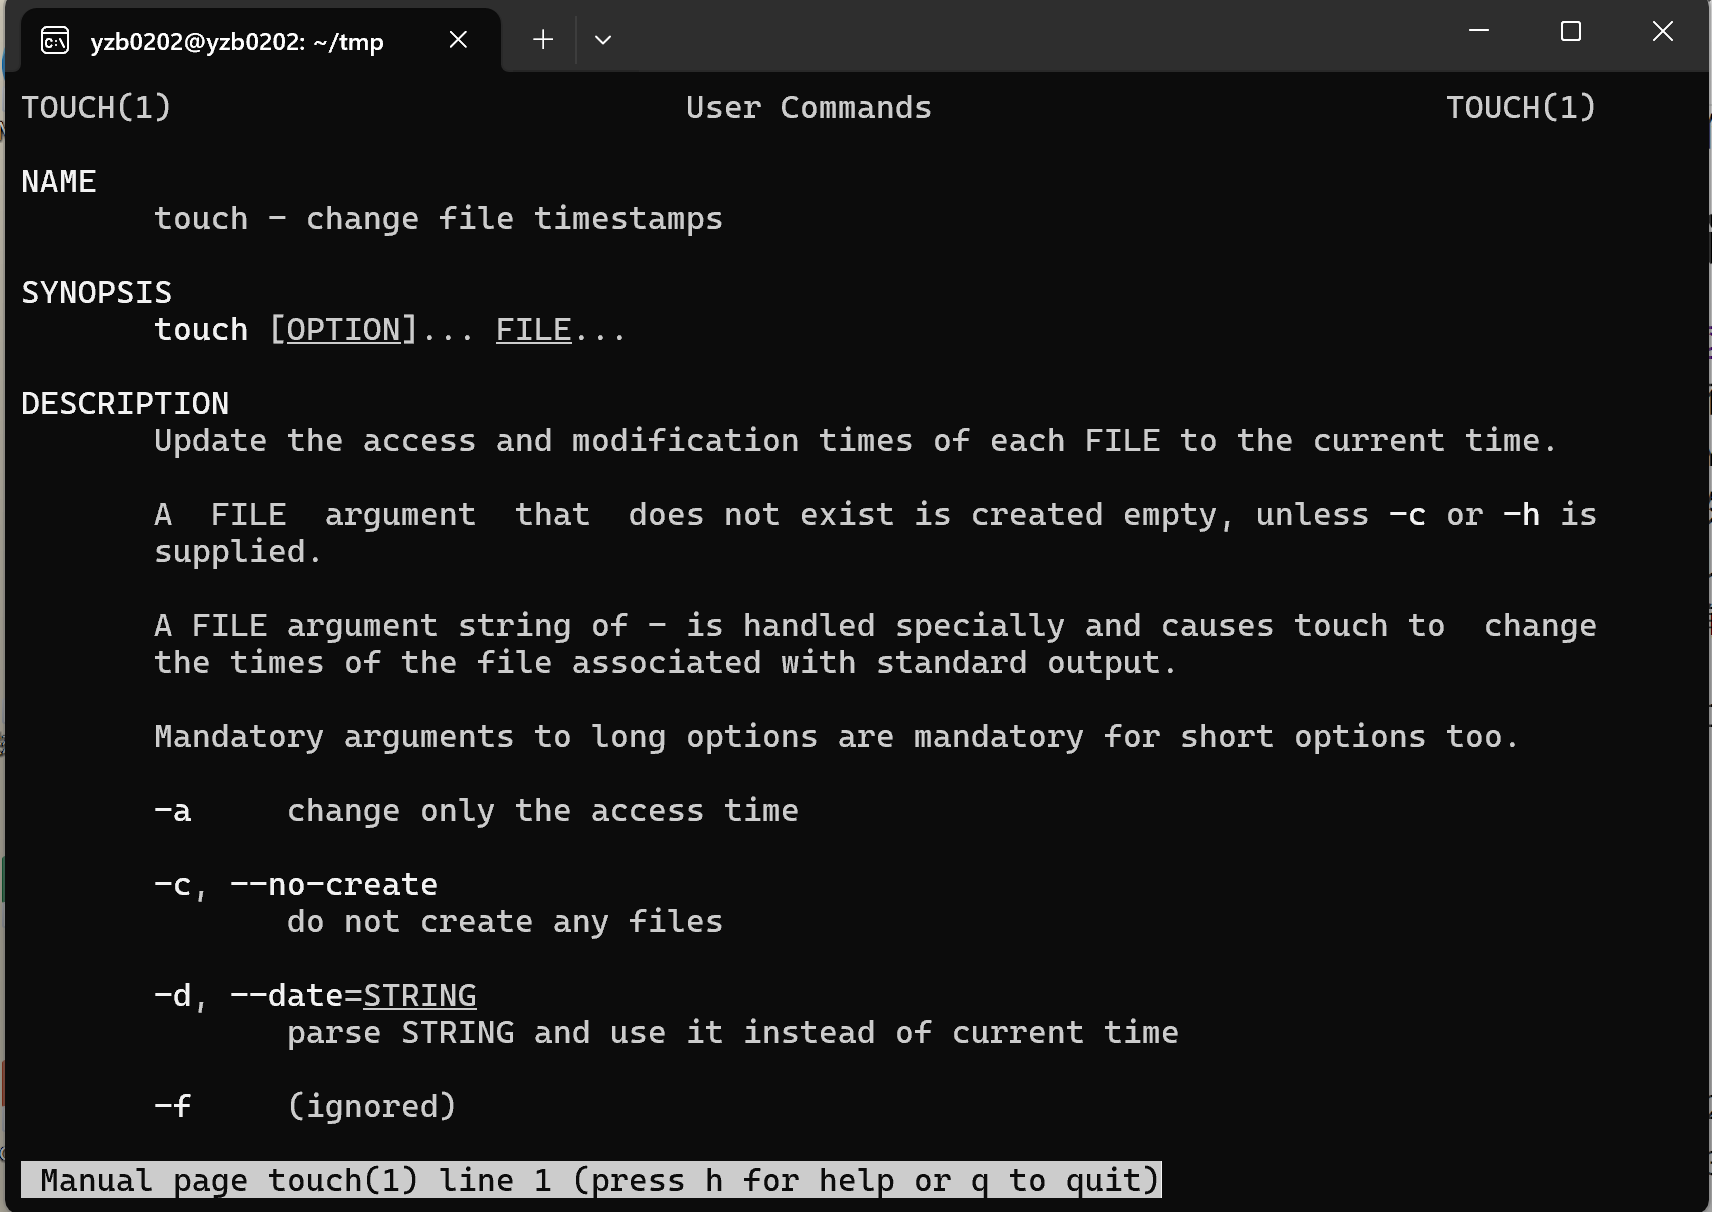 yzb0202@yzb0202: ~/tmp
TOUCH(1) User Commands TOUCH(1)
NAME
touch - change file timestamps
SYNOPSIS
touch [OPTION]... FILE...
DESCRIPTION
Update the access and modification times of each FILE to the current time.
A FILE argument that does not exist is created empty, unless -c or -h is
supplied.
A FILE argument string of - is handled specially and causes touch to change
the times of the file associated with standard output.
Mandatory arguments to long options are mandatory for short options too.
-a change only the access time
-c, --no-create
do not create any files
-d, --date=STRING
parse STRING and use it instead of current time
-f (ignored)
Manual page touch(1) line 1 (press h for help or q to quit)